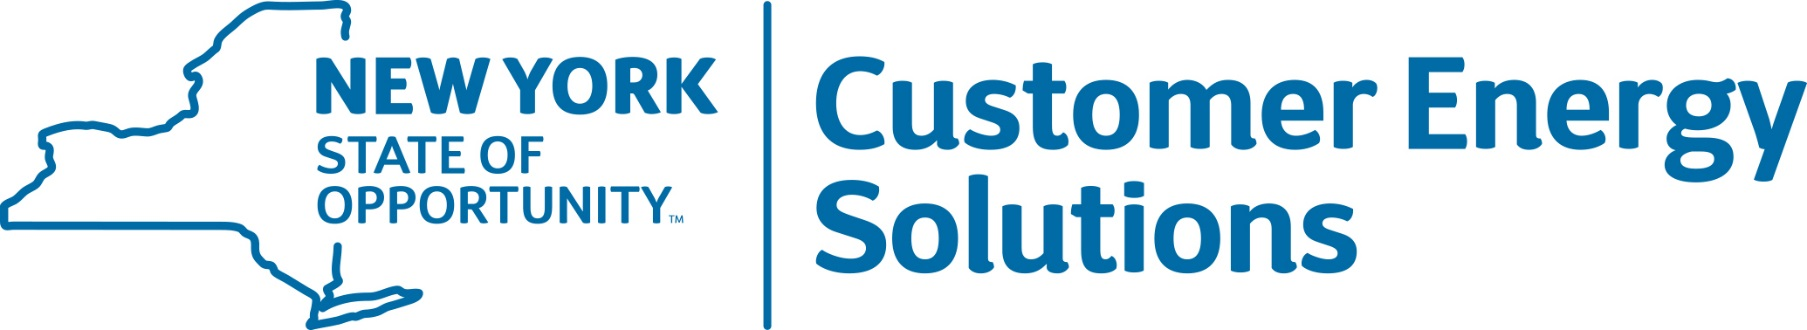 NEW YORK
STATE OF
OPPORTUNITY™
Customer Energy
Solutions